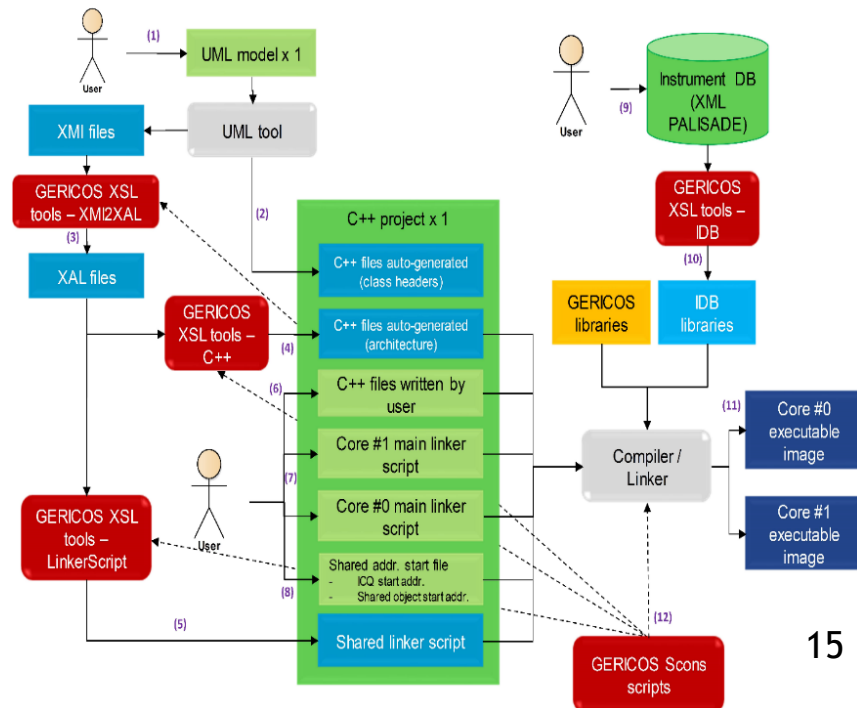 (1)
User
UML model x 1
XMI files
UML tool
GERICOS XSL
tools – XMI2XAL
(2)
(3)
XAL files
GERICOS
XSL tools –
C++
(4)
GERICOS XSL
tools –
LinkerScript
(5)
C++ project x 1
C++ files auto-generated
(class headers)
C++ files auto-generated
(architecture)
(6)
C++ files written by
user
Core #1 main linker
script
(7)
User
Core #0 main linker
script
Shared addr. start file
- ICQ start addr.
- Shared object start addr.
(8)
Shared linker script
User
(9)
Instrument DB
(XML
PALISADE)
GERICOS
XSL tools –
IDB
(10)
GERICOS
libraries
IDB
libraries
Compiler /
Linker
(11)
Core #0
executable
image
Core #1
executable
image
(12)
GERICOS Scons
scripts
15